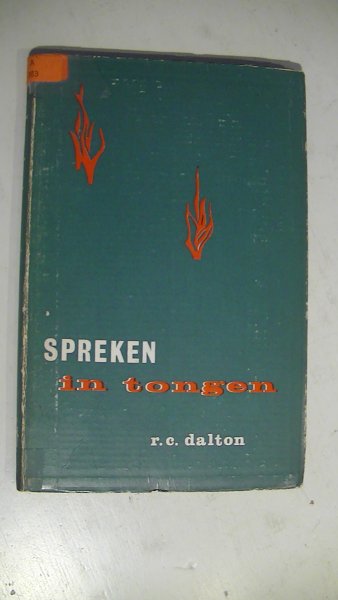 A
SPREKEN
in tongen
r.c. dalton